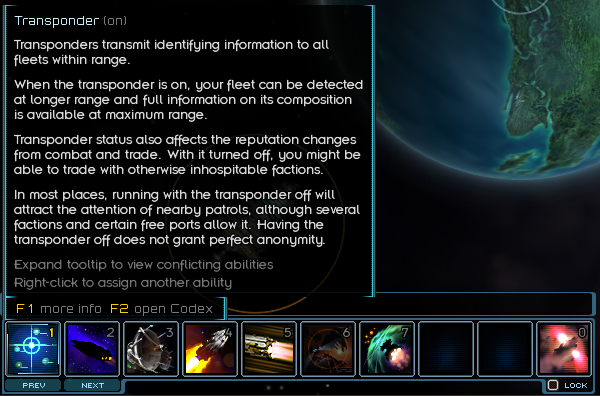 Transponder (on)
Transponders transmit identifying information to all
fleets within range.
When the transponder is on, your fleet can be detected
at longer range and full information on its composition
is available at maximum range.
Transponder status also affects the reputation changes
from combat and trade. With it turned off, you might be
able to trade with otherwise inhospitable factions.
In most places, running with the transponder off will
attract the attention of nearby patrols, although several
factions and certain free ports allow it. Having the
transponder off does not grant perfect anonymity.
Expand tooltip to view conflicting abilities
Right-click to assign another ability
F1 more info F2 open Codex
1 2 3 4 5 6 7 0
PREV NEXT LOCK